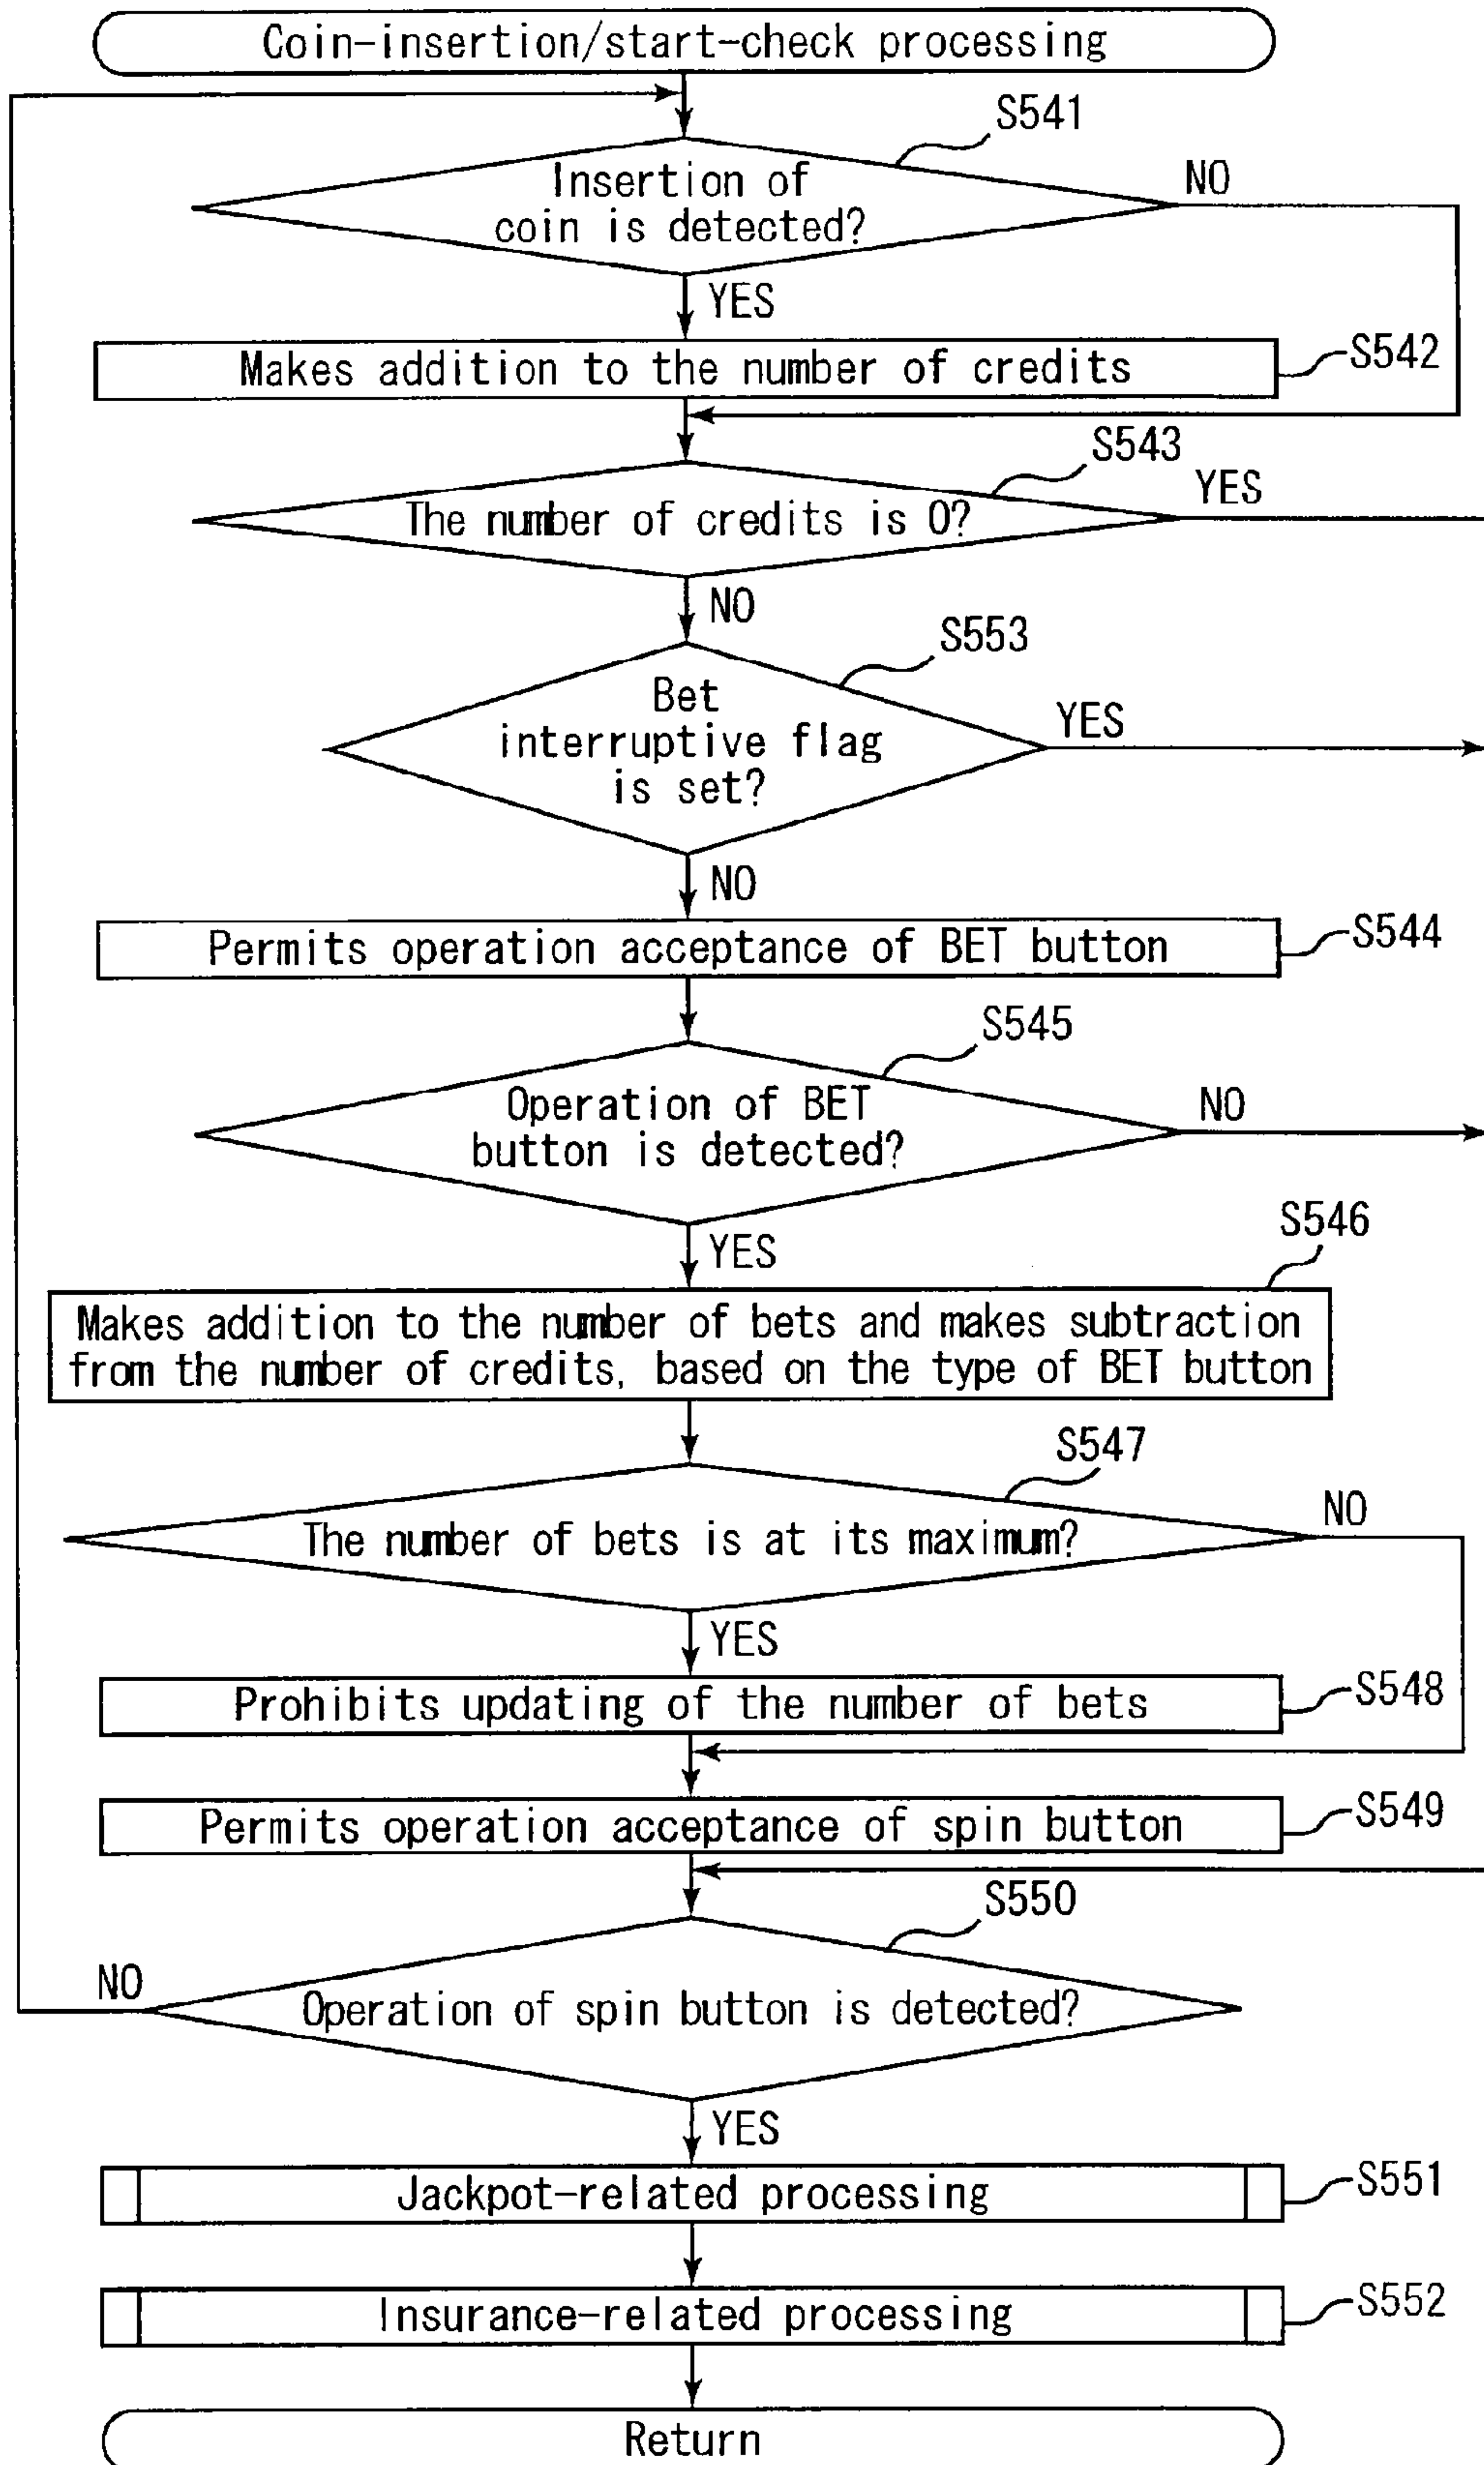 Coin-insertion/start-check processing
S541
Insertion of
coin is detected?
NO
YES
Makes addition to the number of credits
S542
S543
The number of credits is 0?
YES
NO
S553
Bet
interruptive flag
is set?
YES
NO
Permits operation acceptance of BET button
S544
S545
Operation of BET
button is detected?
NO
YES
S546
Makes addition to the number of bets and makes subtraction
from the number of credits, based on the type of BET button
S547
The number of bets is at its maximum?
NO
YES
Prohibits updating of the number of bets
S548
Permits operation acceptance of spin button
S549
S550
NO
Operation of spin button is detected?
YES
Jackpot-related processing
S551
Insurance-related processing
S552
Return